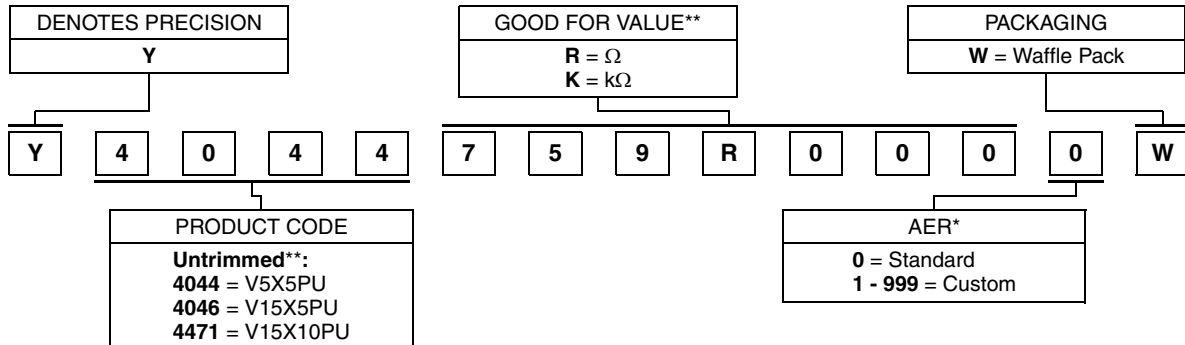 DENOTES PRECISION
Y
GOOD FOR VALUE**
R = Ω
K = kΩ
PACKAGING
W = Waffle Pack
Y 4 0 4 4 7 5 9 R 0 0 0 0 W
PRODUCT CODE
Untrimmed**:
4044 = V5X5PU
4046 = V15X5PU
4471 = V15X10PU
AER*
0 = Standard
1 - 999 = Custom